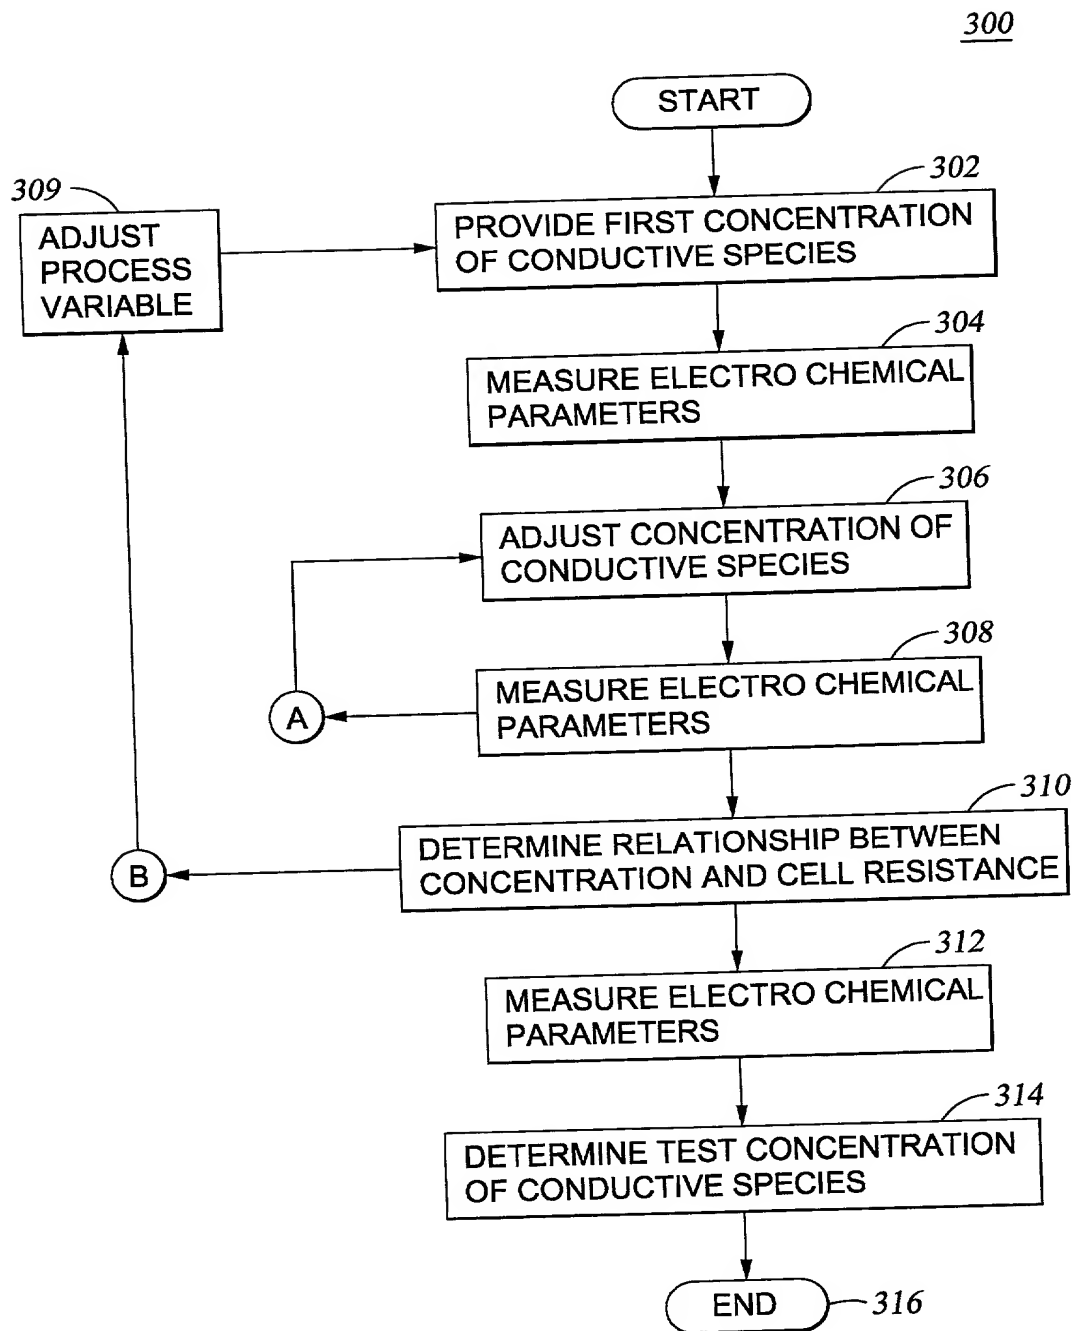 300
START
302
PROVIDE FIRST CONCENTRATION
OF CONDUCTIVE SPECIES
309
ADJUST
PROCESS
VARIABLE
304
MEASURE ELECTRO CHEMICAL
PARAMETERS
306
ADJUST CONCENTRATION OF
CONDUCTIVE SPECIES
308
MEASURE ELECTRO CHEMICAL
PARAMETERS
A
310
DETERMINE RELATIONSHIP BETWEEN
CONCENTRATION AND CELL RESISTANCE
B
312
MEASURE ELECTRO CHEMICAL
PARAMETERS
314
DETERMINE TEST CONCENTRATION
OF CONDUCTIVE SPECIES
END
316